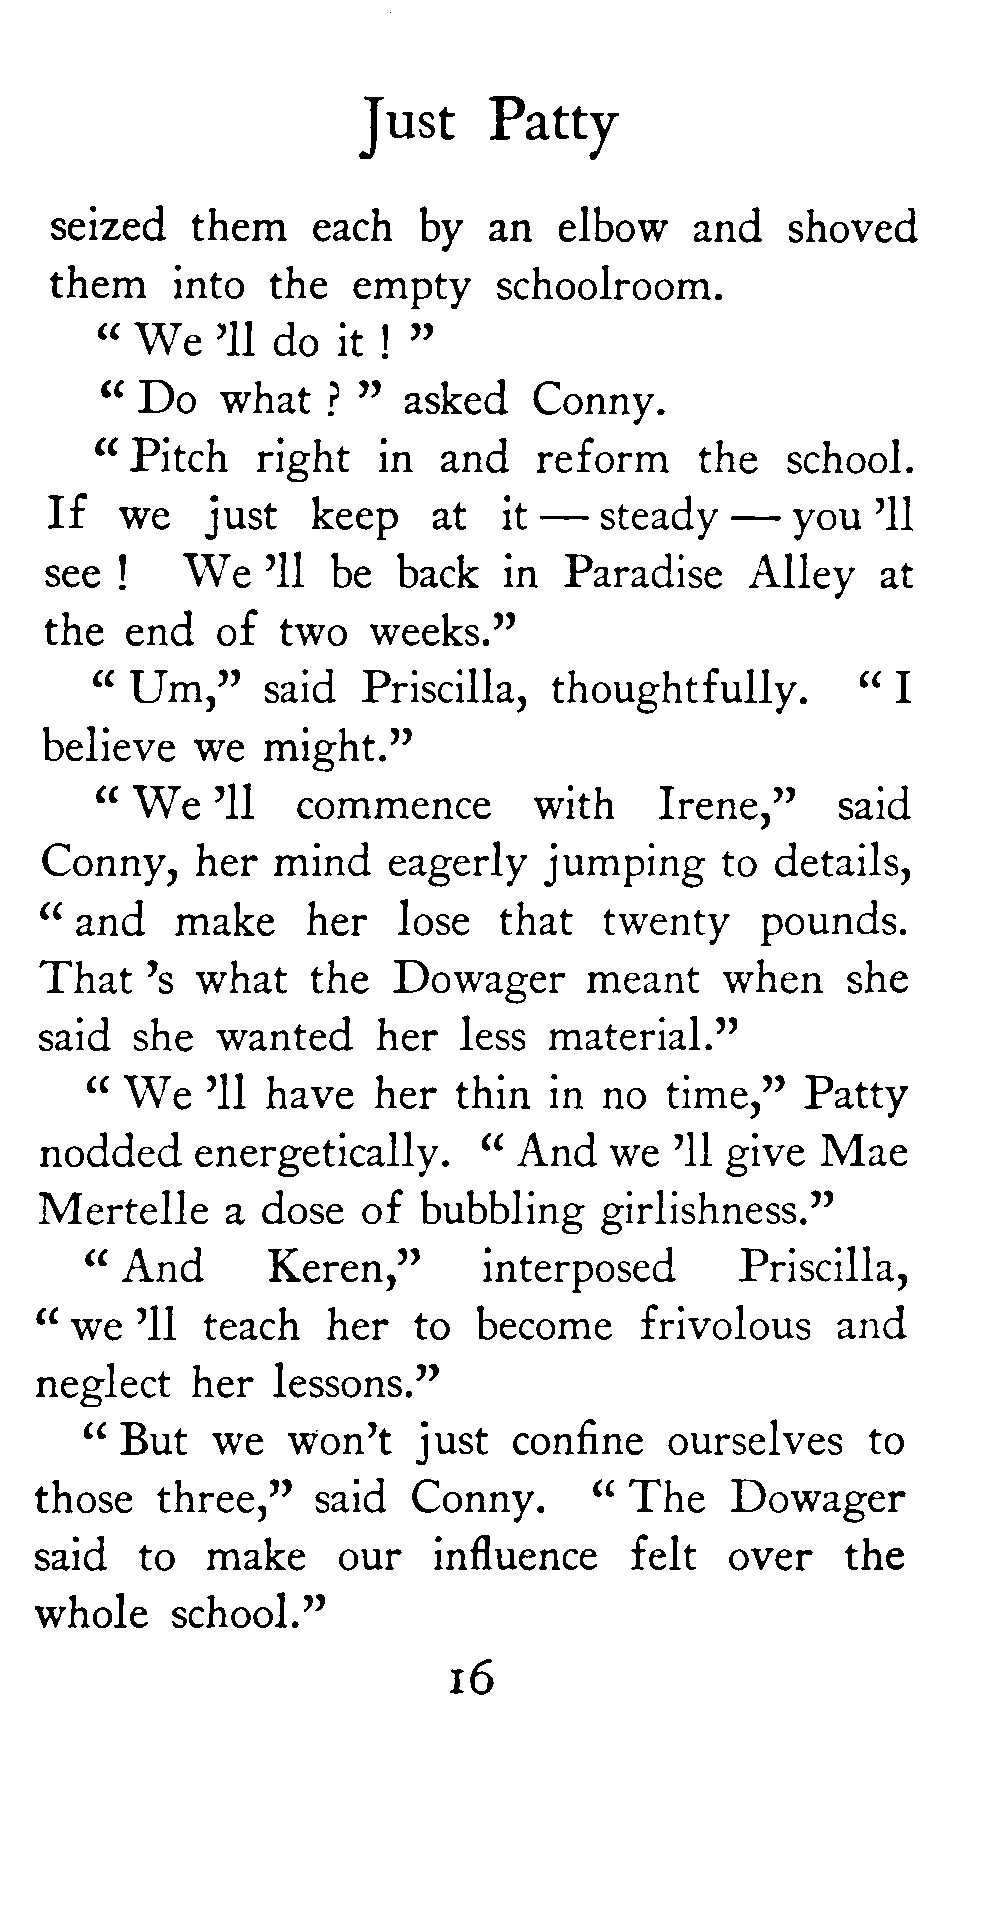 Just Patty
seized them each by an elbow and shoved
them into the empty schoolroom.
“ We ’ll do it ! ”
“ Do what ? ” asked Conny.
“ Pitch right in and reform the school.
If we just keep at it — steady — you ’ll
see ! We ’ll be back in Paradise Alley at
the end of two weeks.”
“ Um,” said Priscilla, thoughtfully. “ I
believe we might.”
“ We ’ll commence with Irene,” said
Conny, her mind eagerly jumping to details,
“ and make her lose that twenty pounds.
That ’s what the Dowager meant when she
said she wanted her less material.”
“ We ’ll have her thin in no time,” Patty
nodded energetically. “ And we ’ll give Mae
Mertelle a dose of bubbling girlishness.”
“ And Keren,” interposed Priscilla,
“ we ’ll teach her to become frivolous and
neglect her lessons.”
“ But we won’t just confine ourselves to
those three,” said Conny. “ The Dowager
said to make our influence felt over the
whole school.”
16